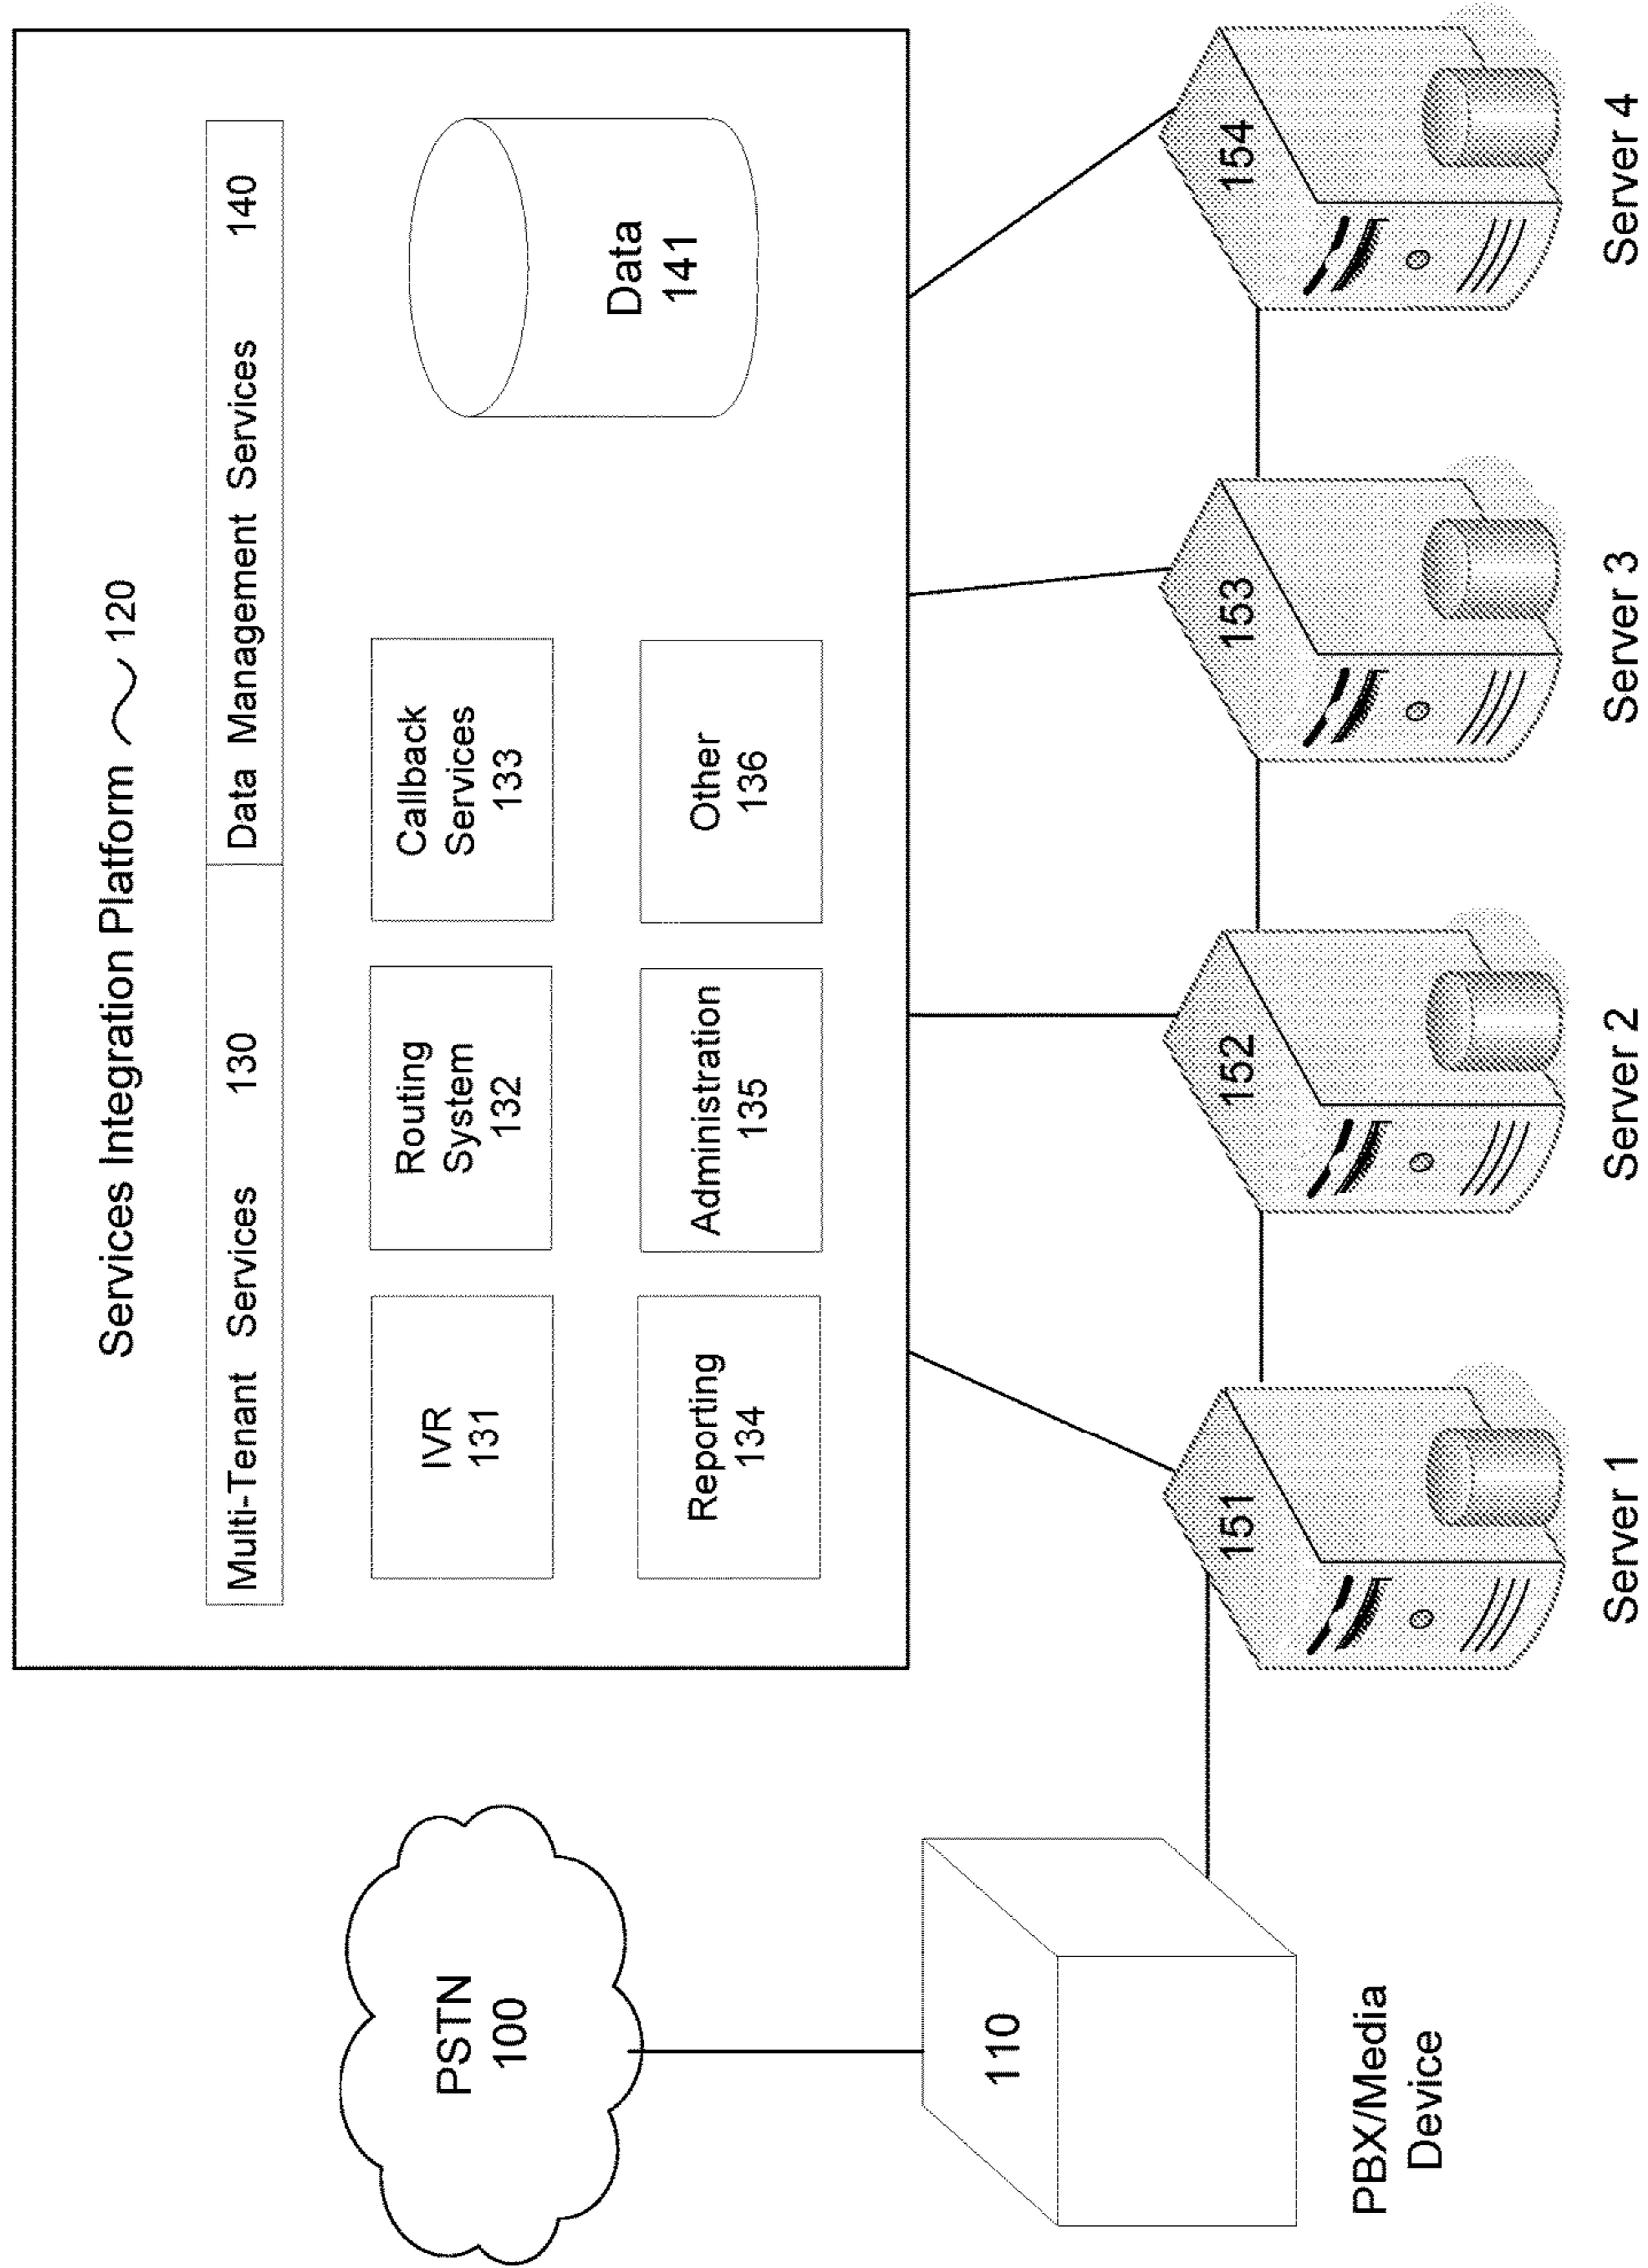 Services Integration Platform 120
Multi-Tenant Services 130
Data Management Services 140
IVR
131
Routing
System
132
Callback
Services
133
Reporting
134
Administration
135
Other
136
Data
141
PSTN
100
110
PBX/Media
Device
151
152
153
154
Server 1
Server 2
Server 3
Server 4